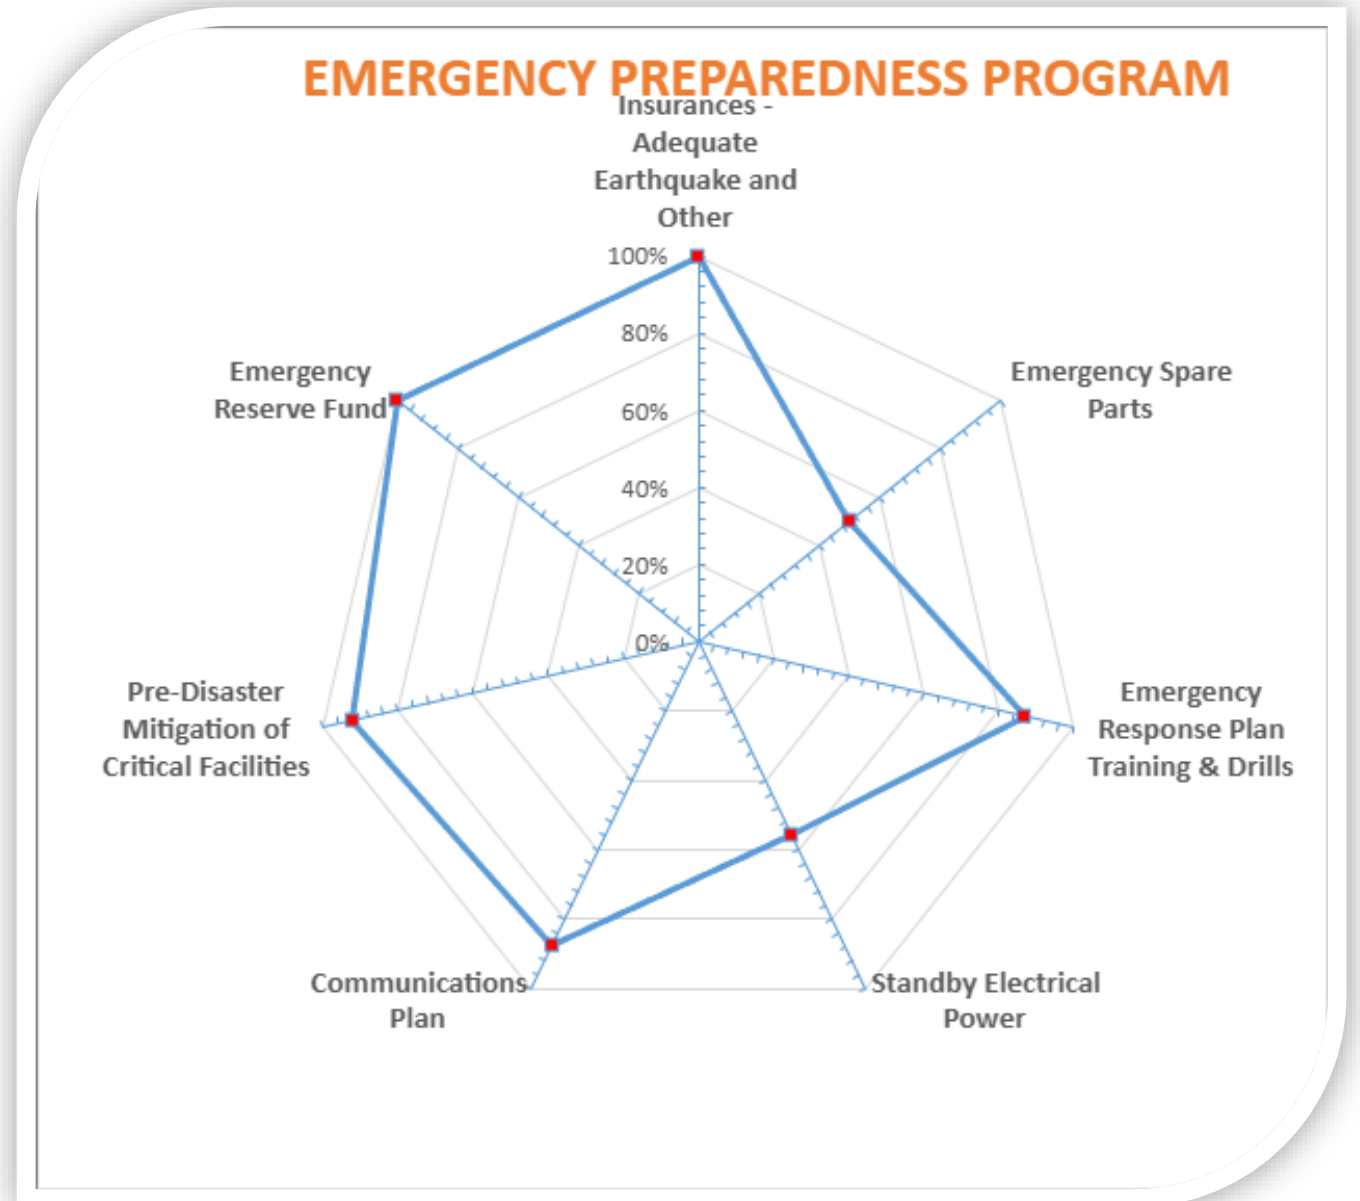 EMERGENCY PREPAREDNESS PROGRAM
Insurances -
Adequate
Earthquake and
Other
100%
80%
60%
40%
20%
0%
Emergency Spare
Parts
Emergency
Response Plan
Training & Drills
Standby Electrical
Power
Communications
Plan
Pre-Disaster
Mitigation of
Critical Facilities
Emergency
Reserve Fund